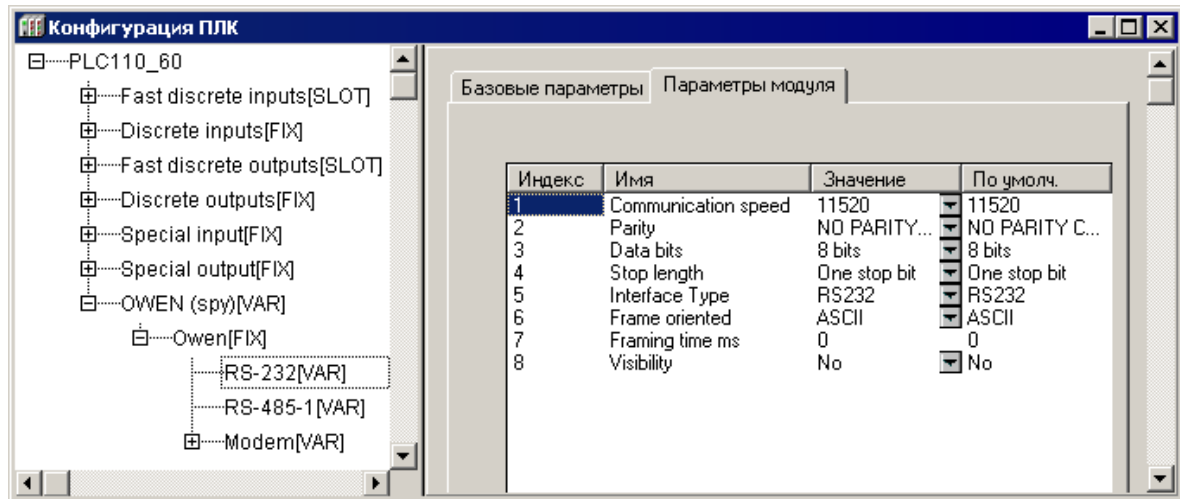 Конфигурация ПЛК
PLC110_60
Fast discrete inputs[SLOT]
Discrete inputs[FIX]
Fast discrete outputs[SLOT]
Discrete outputs[FIX]
Special input[FIX]
Special output[FIX]
OWEN (spy)[VAR]
Owen[FIX]
RS-232[VAR]
RS-485-1[VAR]
Modem[VAR]
Базовые параметры Параметры модуля
Индекс Имя Значение По умолч.
1 Communication speed 11520 11520
2 Parity NO PARITY... NO PARITY C...
3 Data bits 8 bits 8 bits
4 Stop length One stop bit One stop bit
5 Interface Type RS232 RS232
6 Frame oriented ASCII ASCII
7 Framing time ms 0 0
8 Visibility No No